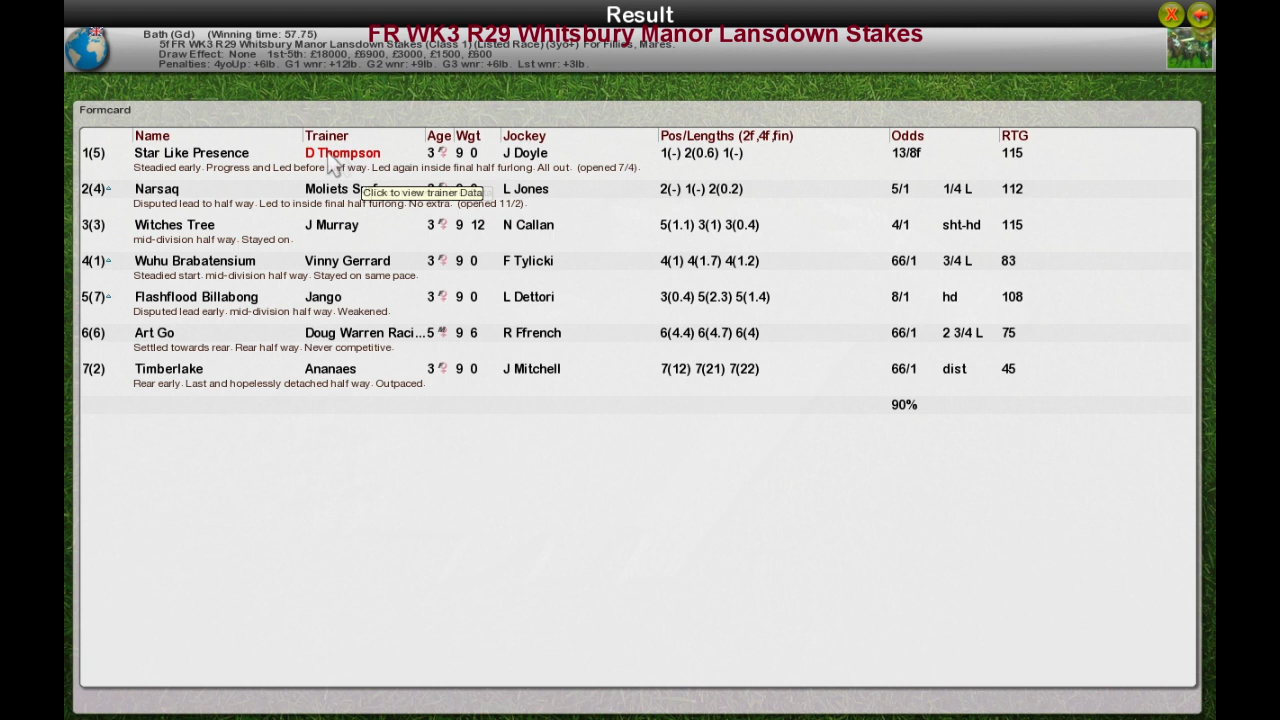 Result
FR WK3 R29 Whitsbury Manor Lansdown Stakes
Bath (Gd) (Winning time: 57.75)
5f FR WK3 R29 Whitsbury Manor Lansdown Stakes (Class 1) (Listed Race) (3yo+) For Fillies, Mares.
Draw Effect: None 1st-5th: £18000, £6900, £3000, £1500, £600
Penalties: 4yoUp: +6lb. G1 wnr: +12lb. G2 wnr: +9lb. G3 wnr: +6lb. Lst wnr: +3lb.
Formcard
Name Trainer Age Wgt Jockey Pos/Lengths (2f,4f,fin) Odds RTG
1(5) Star Like Presence D Thompson 3 9 0 J Doyle 1(-) 2(0.6) 1(-) 13/8f 115
Steadied early. Progress and Led before way. Led again inside final half furlong. All out. (opened 7/4).
2(4) Narsaq Moliets L Jones 2(-) 1(-) 2(0.2) 5/1 1/4 L 112
Click to view trainer Data
Disputed lead to half way. Led to inside final half furlong. No extra. (opened 11/2).
3(3) Witches Tree J Murray 3 9 12 N Callan 5(1.1) 3(1) 3(0.4) 4/1 sht-hd 115
mid-division half way. Stayed on.
4(1) Wuhu Brabatensium Vinny Gerrard 3 9 0 F Tylicki 4(1) 4(1.7) 4(1.2) 66/1 3/4 L 83
Steadied start. mid-division half way. Stayed on same pace.
5(7) Flashflood Billabong Jango 3 9 0 L Dettori 3(0.4) 5(2.3) 5(1.4) 8/1 hd 108
Disputed lead early. mid-division half way. Weakened.
6(6) Art Go Doug Warren Raci... 5 9 6 R Ffrench 6(4.4) 6(4.7) 6(4) 66/1 2 3/4 L 75
Settled towards rear. Rear half way. Never competitive.
7(2) Timberlake Ananaes 3 9 0 J Mitchell 7(12) 7(21) 7(22) 66/1 dist 45
Rear early. Last and hopelessly detached half way. Outpaced.
90%